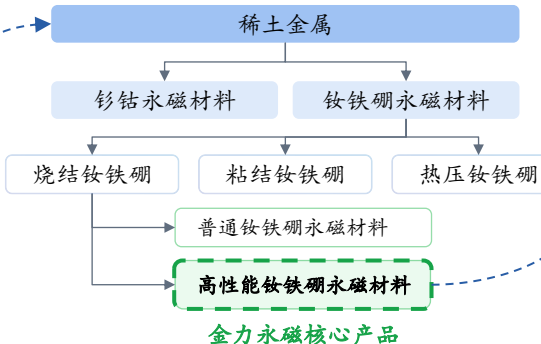 稀土金属
钐钴永磁材料
钕铁硼永磁材料
烧结钕铁硼
粘结钕铁硼
热压钕铁硼
普通钕铁硼永磁材料
高性能钕铁硼永磁材料
金力永磁核心产品